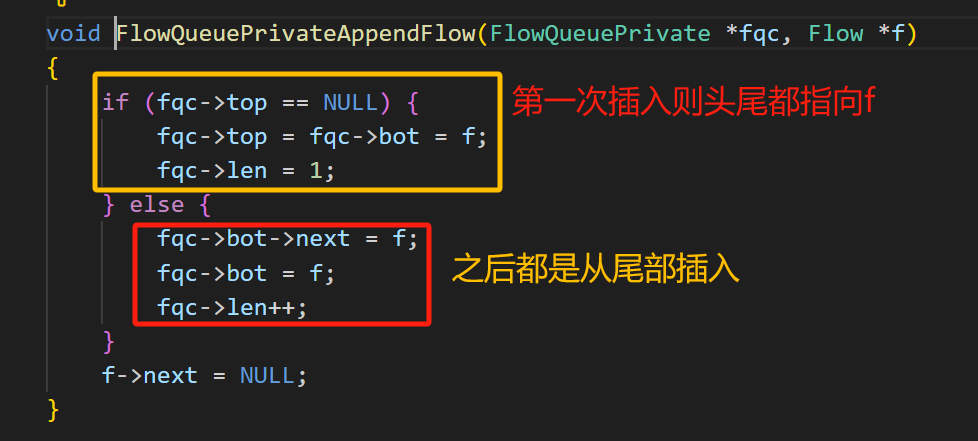 void FlowQueuePrivateAppendFlow(FlowQueuePrivate *fqc, Flow *f)
{
if (fqc->top == NULL) { 第一次插入则头尾都指向f
fqc->top = fqc->bot = f;
fqc->len = 1;
} else {
fqc->bot->next = f;
fqc->bot = f; 之后都是从尾部插入
fqc->len++;
}
f->next = NULL;
}